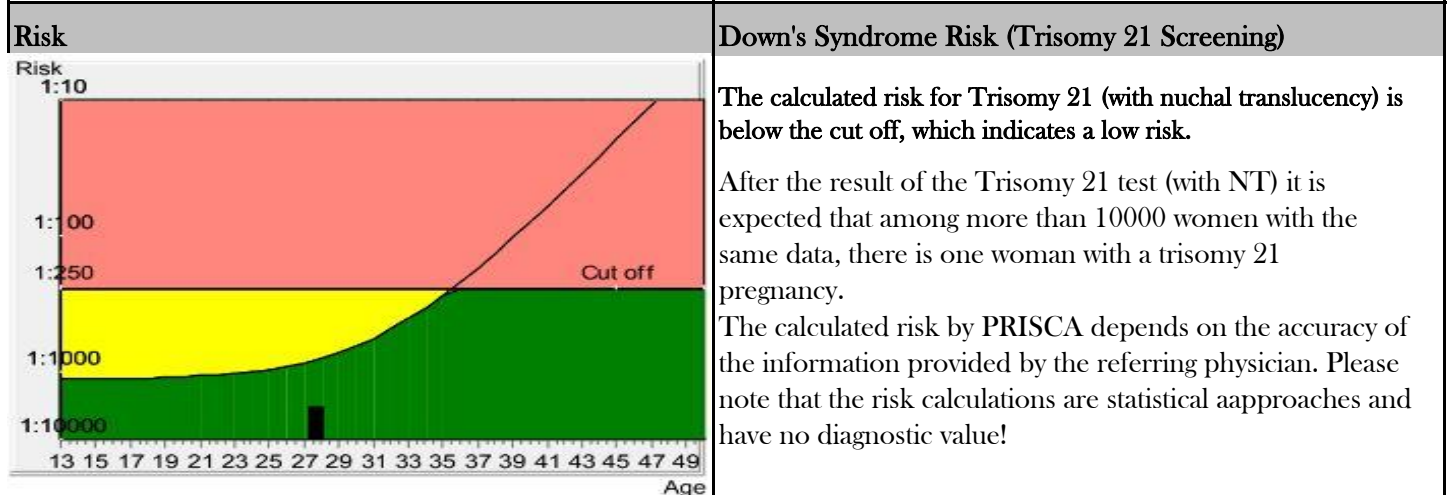 Risk
Down's Syndrome Risk (Trisomy 21 Screening)
Risk
1:10
1:100
1:250
Cut off
1:1000
1:10000
13 15 17 19 21 23 25 27 29 31 33 35 37 39 41 43 45 47 49
Age
The calculated risk for Trisomy 21 (with nuchal translucency) is
below the cut off, which indicates a low risk.
After the result of the Trisomy 21 test (with NT) it is
expected that among more than 10000 women with the
same data, there is one woman with a trisomy 21
pregnancy.
The calculated risk by PRISCA depends on the accuracy of
the information provided by the referring physician. Please
note that the risk calculations are statistical aapproaches and
have no diagnostic value!